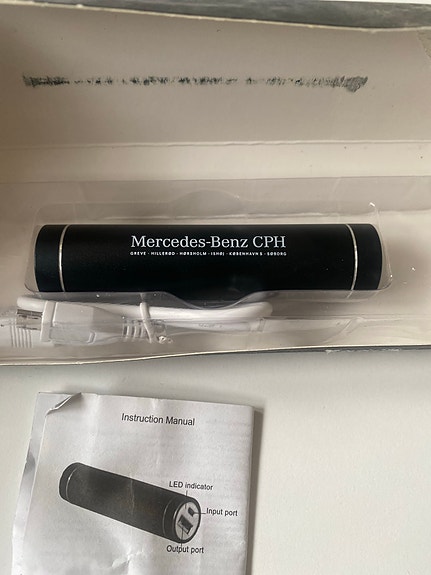 Mercedes-Benz CPH
GREVE · HILLERØD · HØRSHOLM · ISHØJ · KØBENHAVN S · SØBORG
Instruction Manual
LED indicator
Input port
Output port